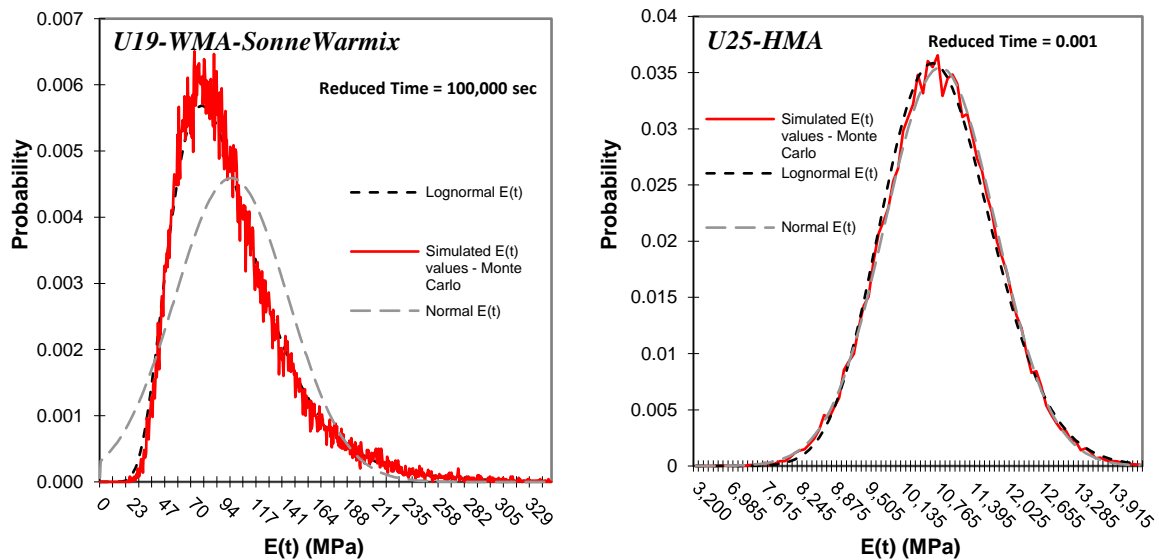 U19-WMA-SonneWarmix
Reduced Time = 100,000 sec
Probability
0.007
0.006
0.005
0.004
0.003
0.002
0.001
0.000
Lognormal E(t)
Simulated E(t)
values - Monte
Carlo
Normal E(t)
0 23 47 70 94 117 141 164 188 211 235 258 282 305 329
E(t) (MPa)
U25-HMA
Reduced Time = 0.001
Probability
0.04
0.035
0.03
0.025
0.02
0.015
0.01
0.005
0
Simulated E(t)
values - Monte
Carlo
Lognormal E(t)
Normal E(t)
3,200 6,985 7,615 8,245 8,875 9,505 10,135 10,765 11,395 12,025 12,655 13,285 13,915
E(t) (MPa)